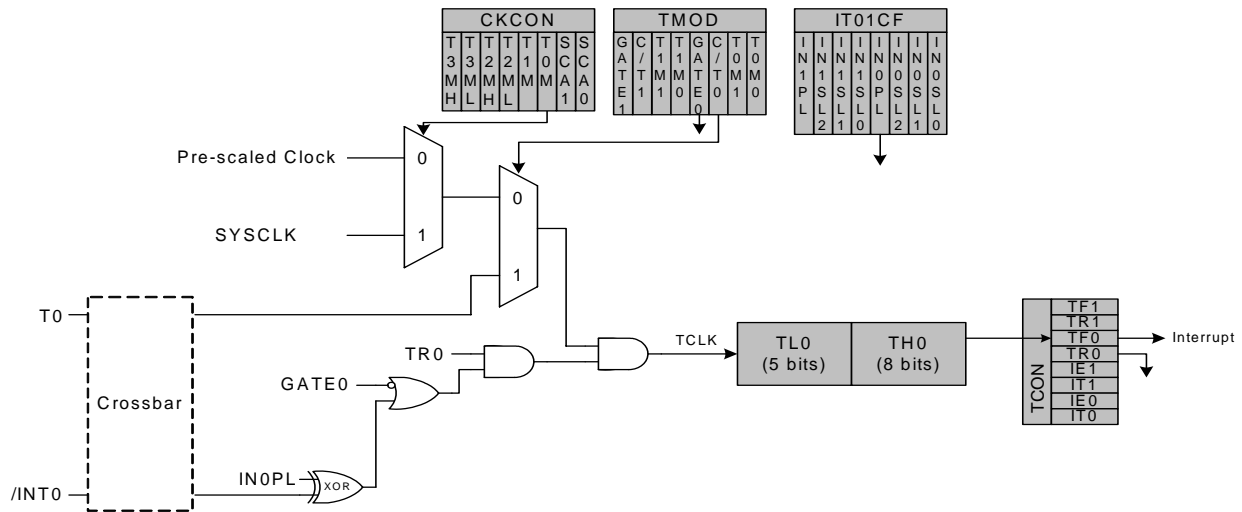 CKCON
T3MH T3ML T2MH T2ML T1M T0M SCA1 SCA0
TMOD
GATE1 C/T1 T1M1 T1M0 GATE0 C/T0 T0M1 T0M0
IT01CF
IN1PL IN1SL2 IN1SL1 IN1SL0 IN0PL IN0SL2 IN0SL1 IN0SL0
Pre-scaled Clock
0
SYSCLK
1
0
1
T0
Crossbar
/INT0
TR0
GATE0
IN0PL
XOR
TCLK
TL0
(5 bits)
TH0
(8 bits)
TCON
TF1
TR1
TF0
TR0
IE1
IT1
IE0
IT0
Interrupt